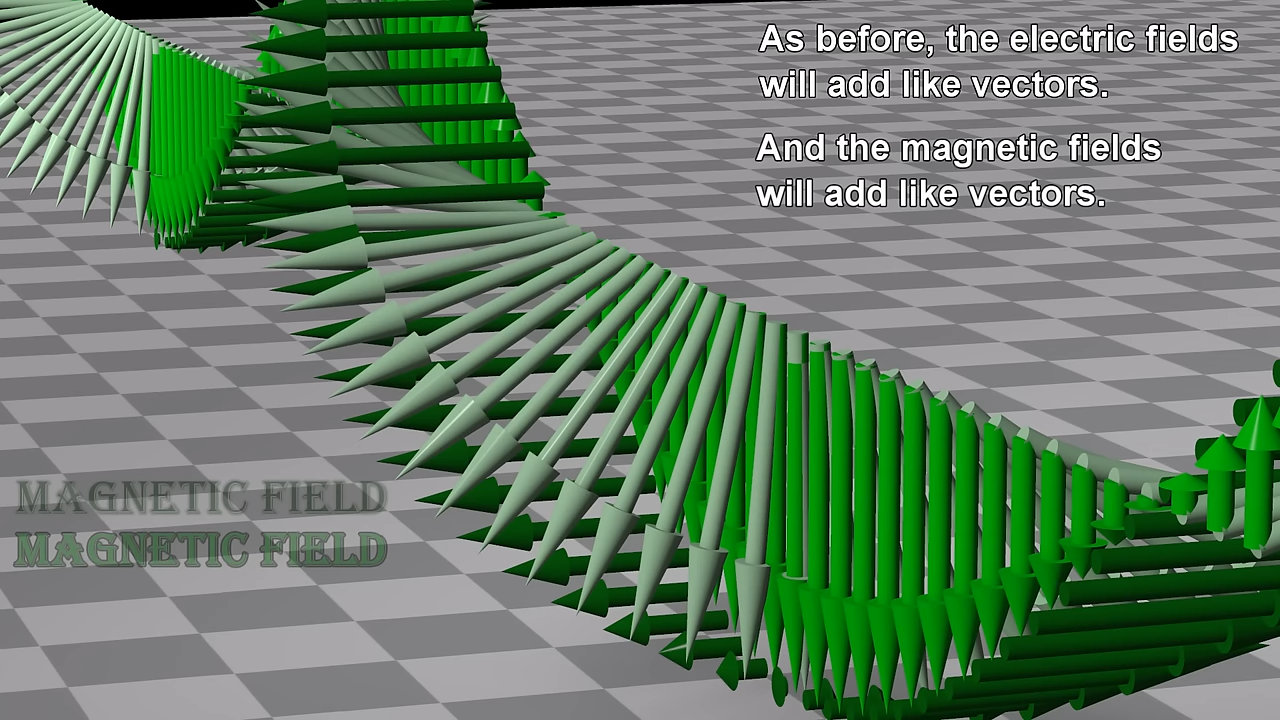 As before, the electric fields
will add like vectors.
And the magnetic fields
will add like vectors.
MAGNETIC FIELD
MAGNETIC FIELD